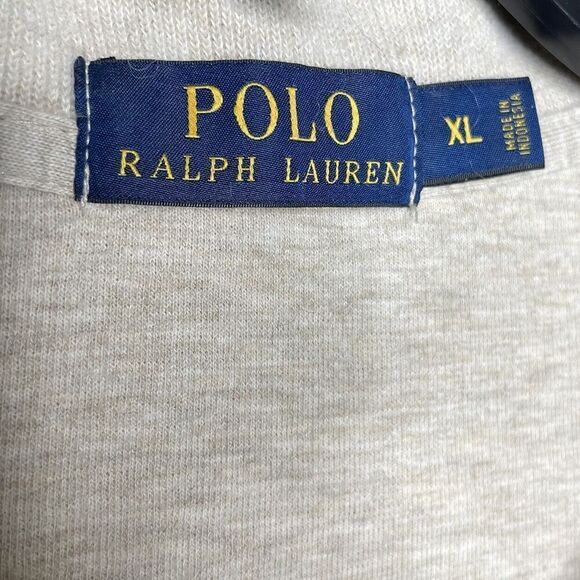 POLO
RALPH LAUREN
XL
MADE IN
INDONESIA